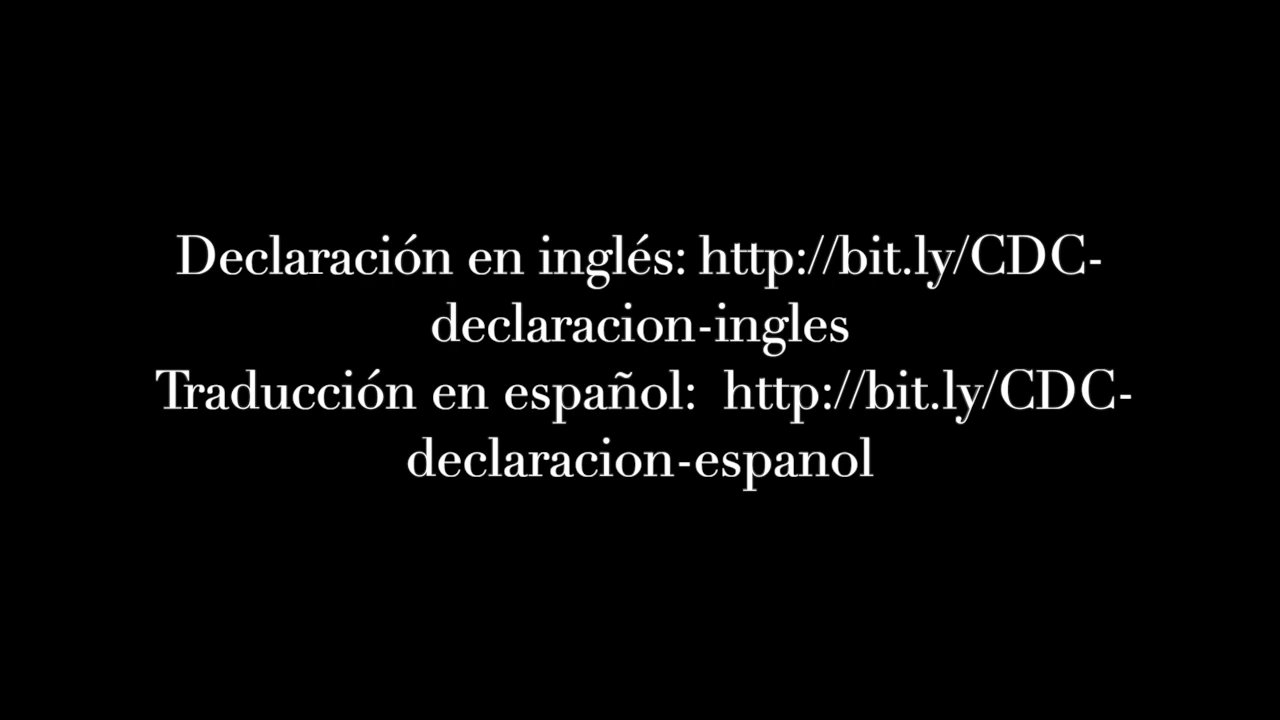 Declaración en inglés: http://bit.ly/CDC-
declaracion-ingles
Traducción en español:  http://bit.ly/CDC-
declaracion-espanol